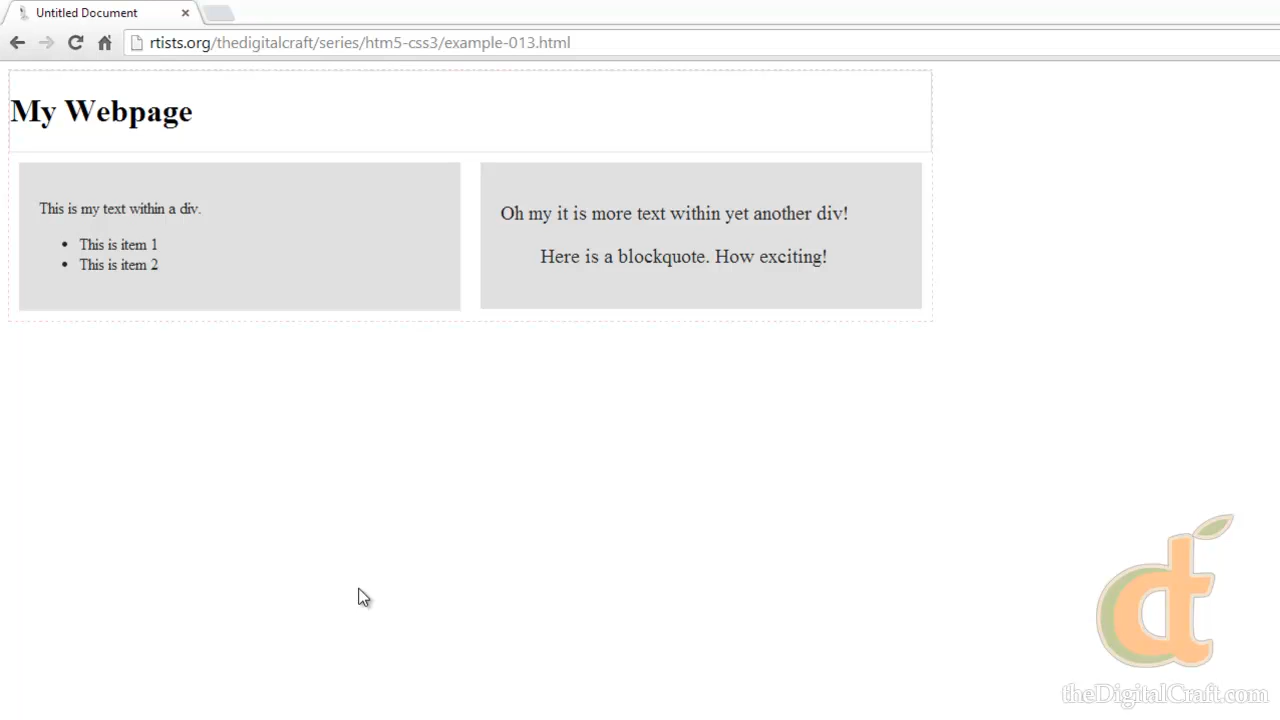 Untitled Document
rtists.org/thedigitalcraft/series/htm5-css3/example-013.html
My Webpage
This is my text within a div.
• This is item 1
• This is item 2
Oh my it is more text within yet another div!
Here is a blockquote. How exciting!
dt
theDigitalCraft.com